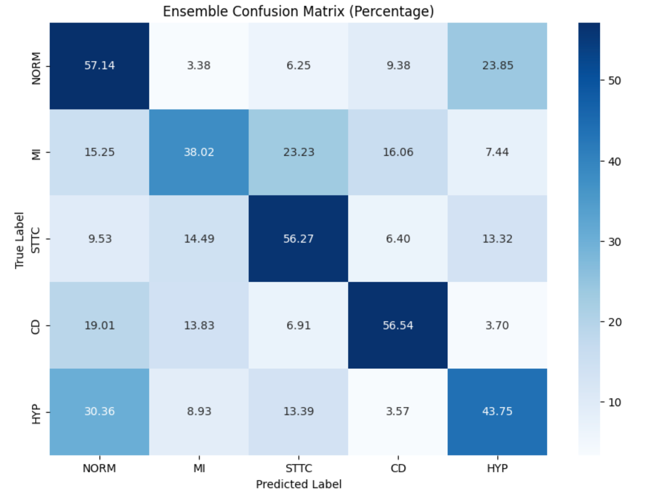 Ensemble Confusion Matrix (Percentage)
NORM 57.14 3.38 6.25 9.38 23.85
MI 15.25 38.02 23.23 16.06 7.44
STTC 9.53 14.49 56.27 6.40 13.32
CD 19.01 13.83 6.91 56.54 3.70
HYP 30.36 8.93 13.39 3.57 43.75
True Label
NORM MI STTC CD HYP
Predicted Label
50
40
30
20
10